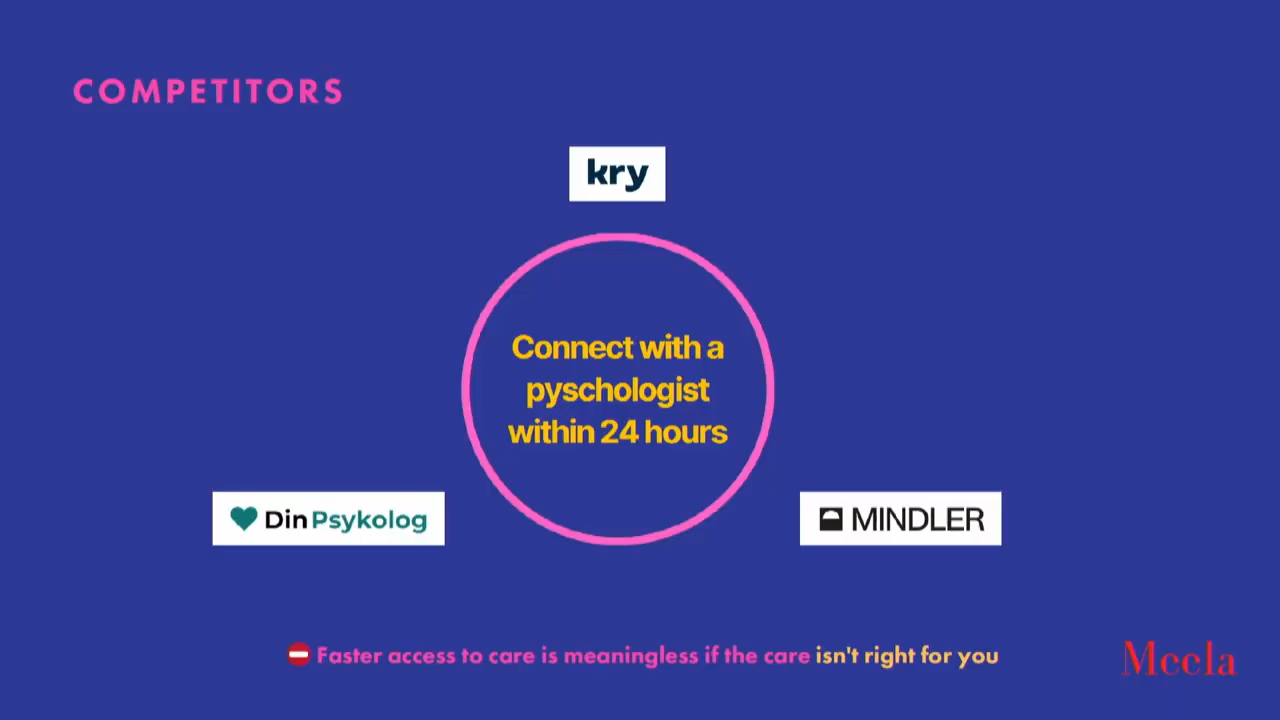 COMPETITORS
kry
Connect with a
pyschologist
within 24 hours
DinPsykolog
MINDLER
Faster access to care is meaningless if the care isn't right for you
Meela